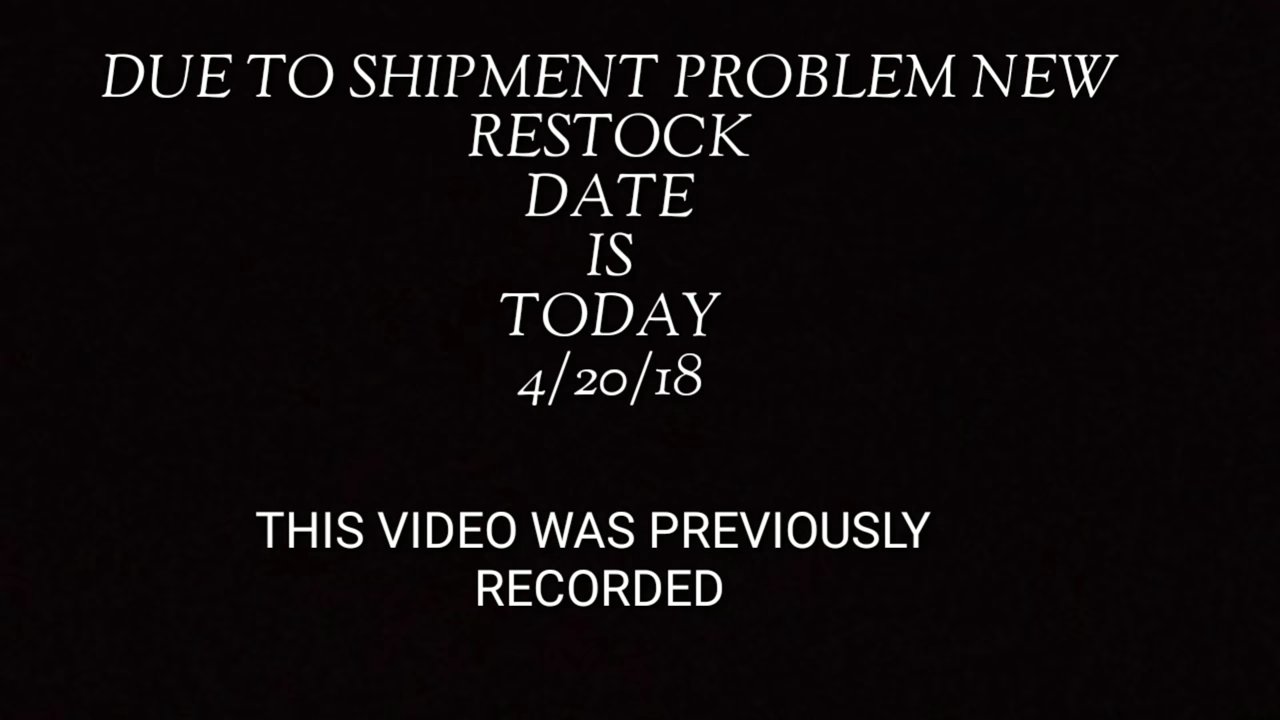 DUE TO SHIPMENT PROBLEM NEW
RESTOCK
DATE
IS
TODAY
4/20/18
THIS VIDEO WAS PREVIOUSLY
RECORDED